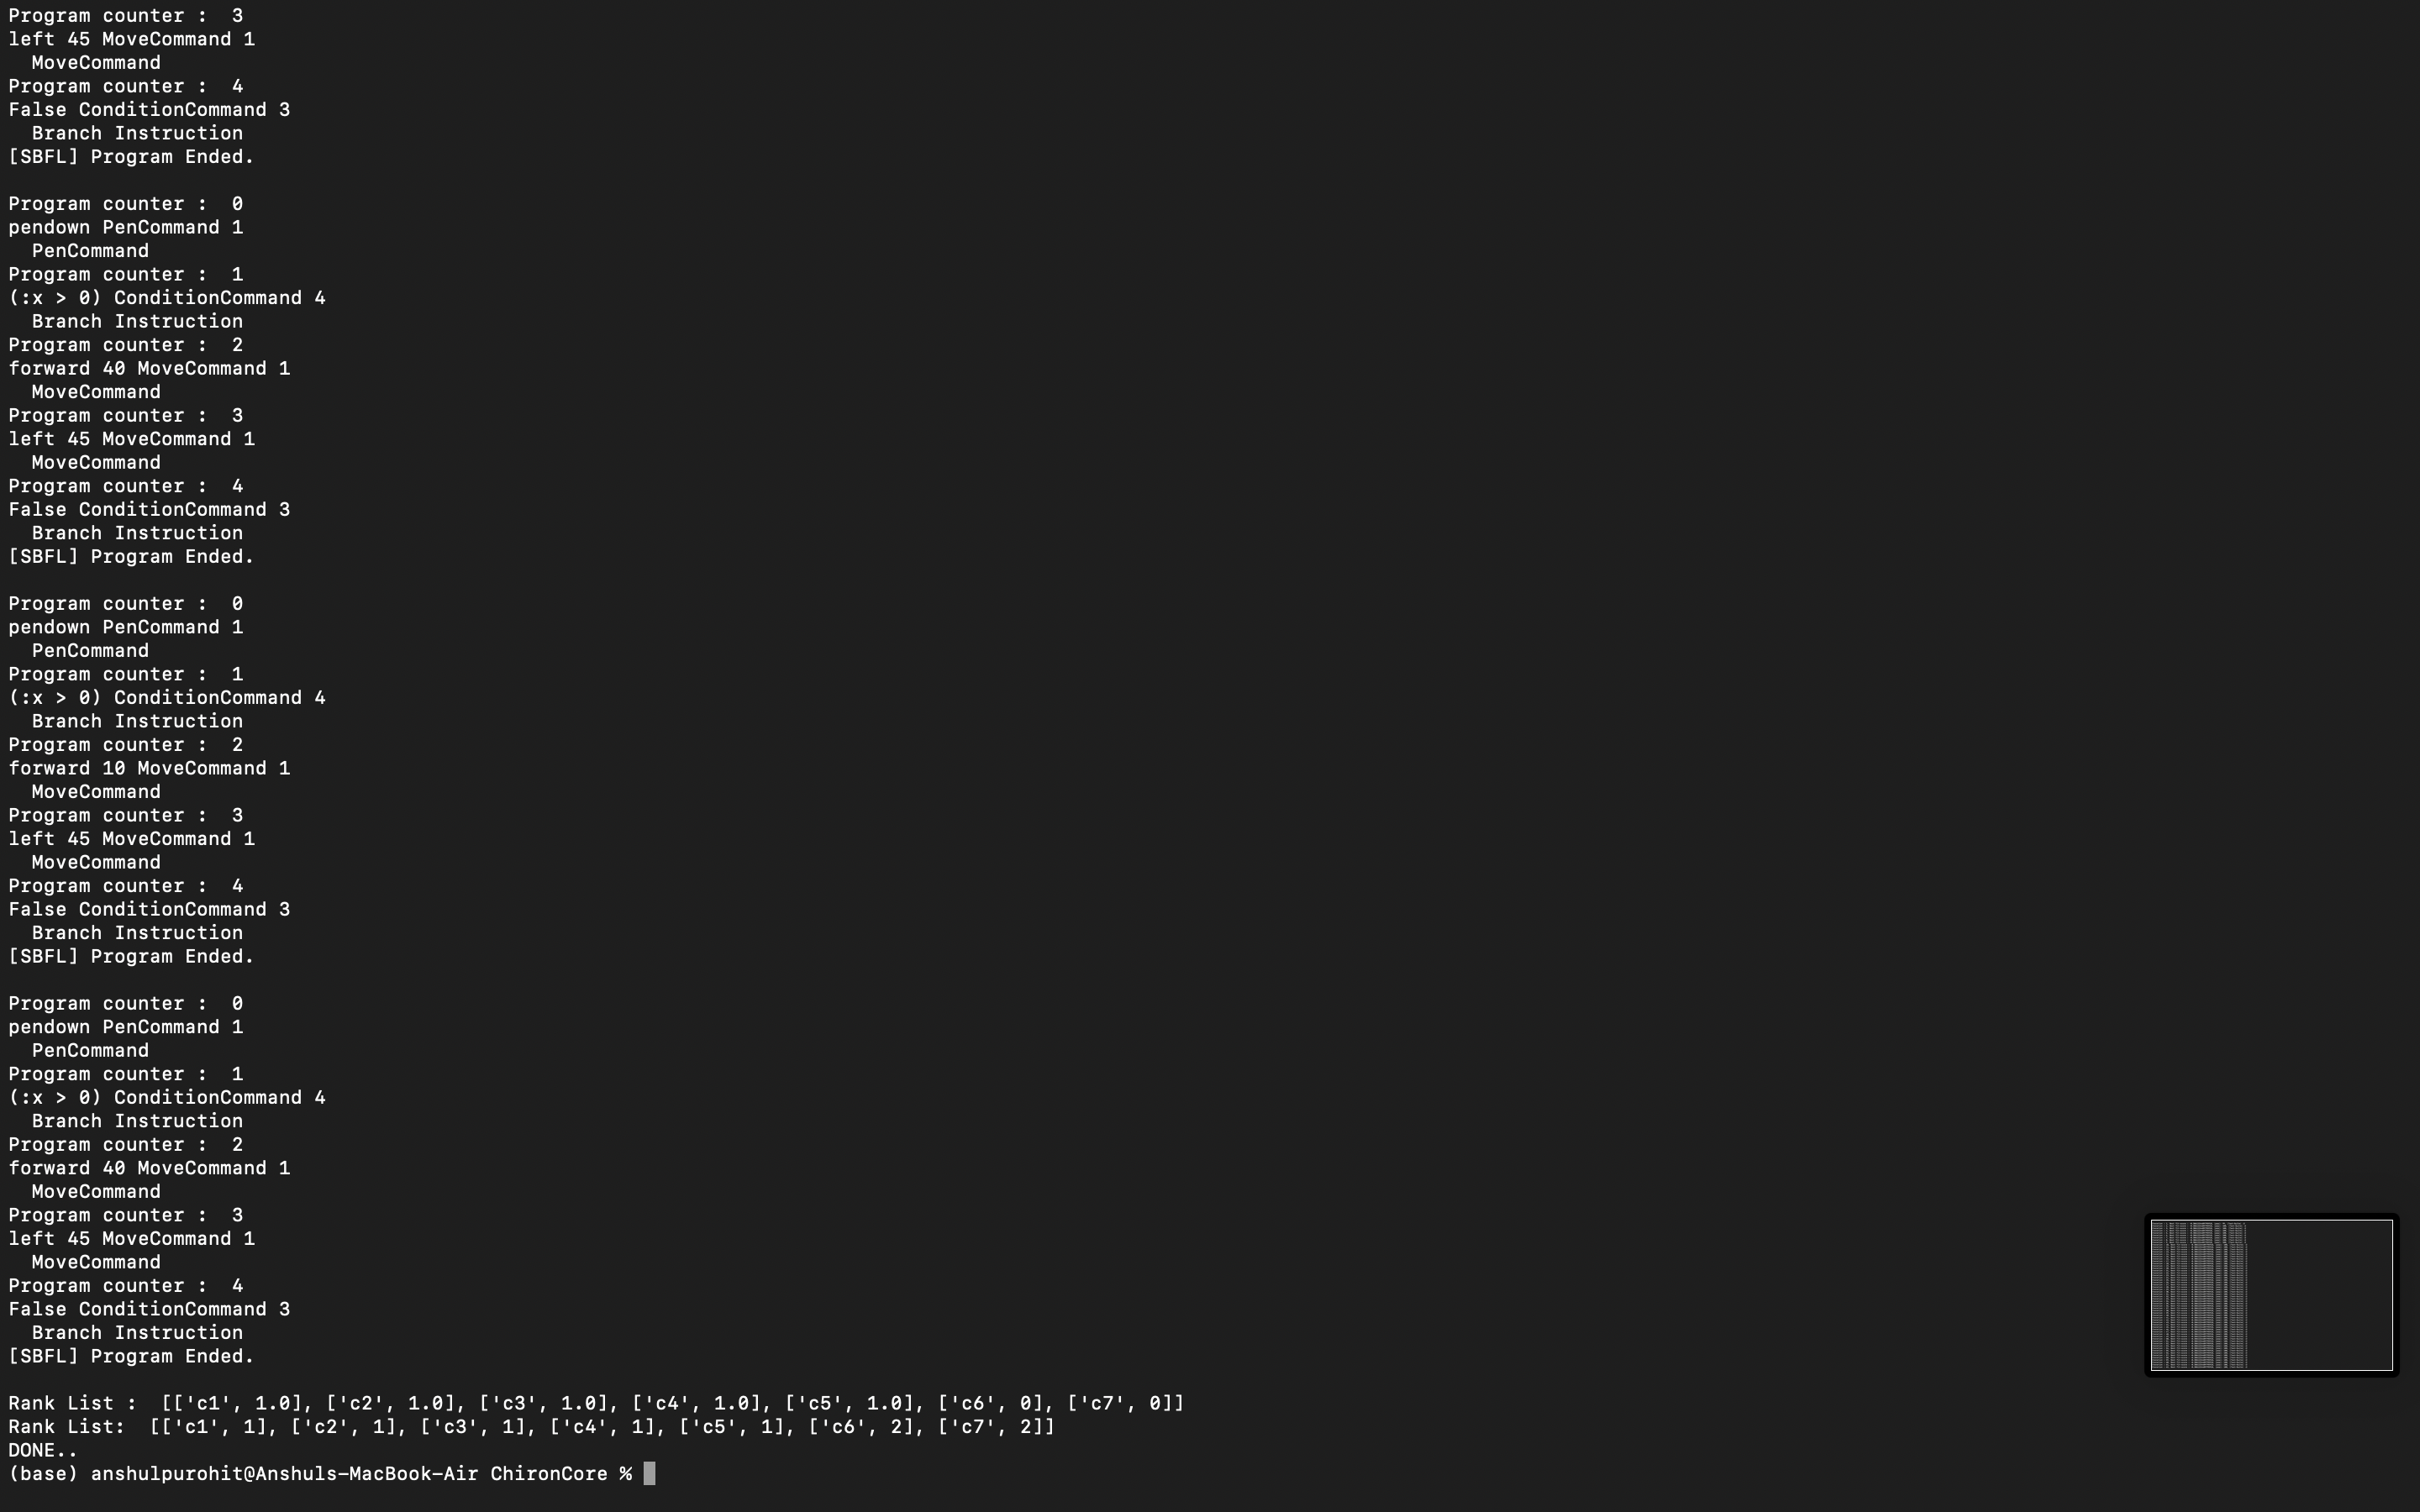 Program counter :  3
left 45 MoveCommand 1
  MoveCommand
Program counter :  4
False ConditionCommand 3
  Branch Instruction
[SBFL] Program Ended.

Program counter :  0
pendown PenCommand 1
  PenCommand
Program counter :  1
(:x > 0) ConditionCommand 4
  Branch Instruction
Program counter :  2
forward 40 MoveCommand 1
  MoveCommand
Program counter :  3
left 45 MoveCommand 1
  MoveCommand
Program counter :  4
False ConditionCommand 3
  Branch Instruction
[SBFL] Program Ended.

Program counter :  0
pendown PenCommand 1
  PenCommand
Program counter :  1
(:x > 0) ConditionCommand 4
  Branch Instruction
Program counter :  2
forward 10 MoveCommand 1
  MoveCommand
Program counter :  3
left 45 MoveCommand 1
  MoveCommand
Program counter :  4
False ConditionCommand 3
  Branch Instruction
[SBFL] Program Ended.

Program counter :  0
pendown PenCommand 1
  PenCommand
Program counter :  1
(:x > 0) ConditionCommand 4
  Branch Instruction
Program counter :  2
forward 40 MoveCommand 1
  MoveCommand
Program counter :  3
left 45 MoveCommand 1
  MoveCommand
Program counter :  4
False ConditionCommand 3
  Branch Instruction
[SBFL] Program Ended.

Rank List :  [['c1', 1.0], ['c2', 1.0], ['c3', 1.0], ['c4', 1.0], ['c5', 1.0], ['c6', 0], ['c7', 0]]
Rank List:  [['c1', 1], ['c2', 1], ['c3', 1], ['c4', 1], ['c5', 1], ['c6', 2], ['c7', 2]]
DONE..
(base) anshulpurohit@Anshuls-MacBook-Air ChironCore %